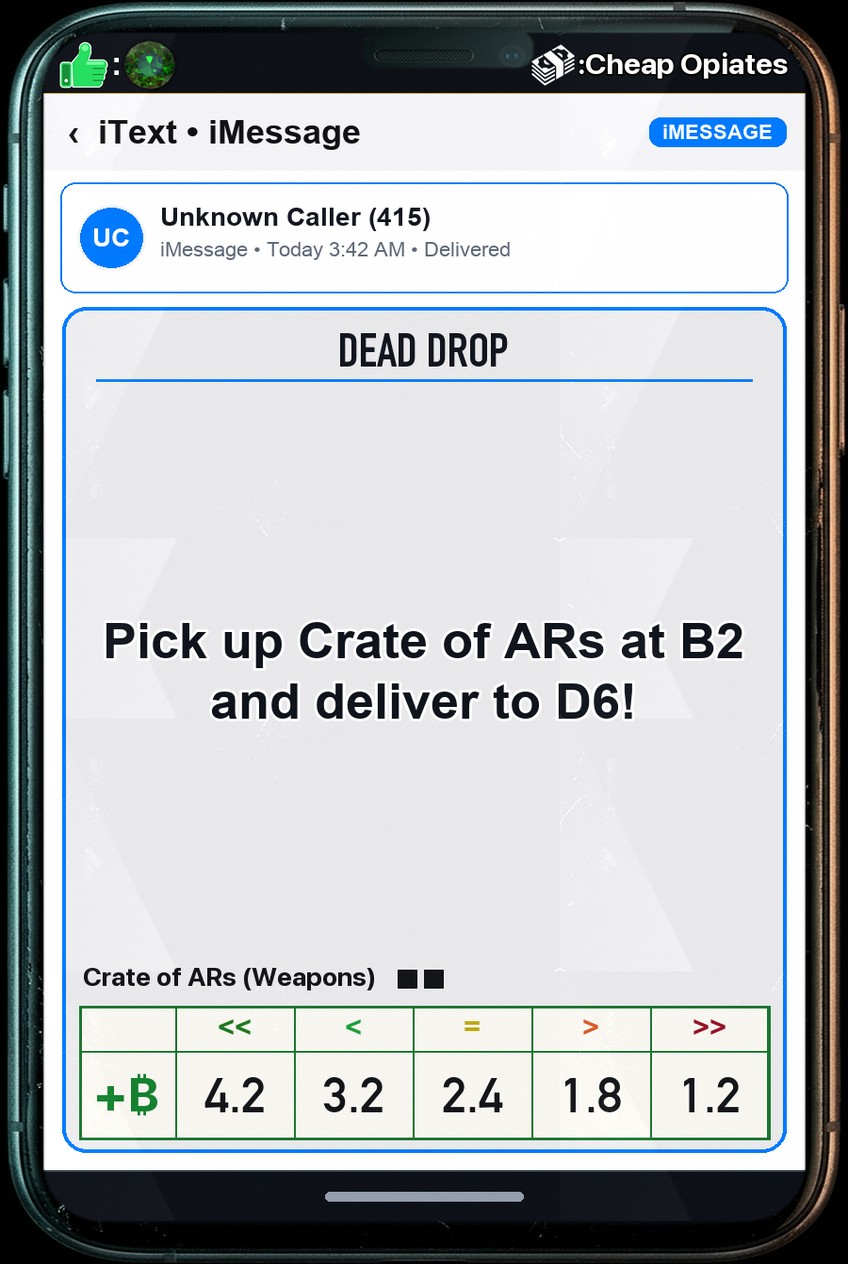 : :Cheap Opiates
‹ iText • iMessage iMESSAGE
UC Unknown Caller (415)
iMessage • Today 3:42 AM • Delivered
DEAD DROP
Pick up Crate of ARs at B2
and deliver to D6!
Crate of ARs (Weapons) ■■
<< < = > >>
+₿ 4.2 3.2 2.4 1.8 1.2